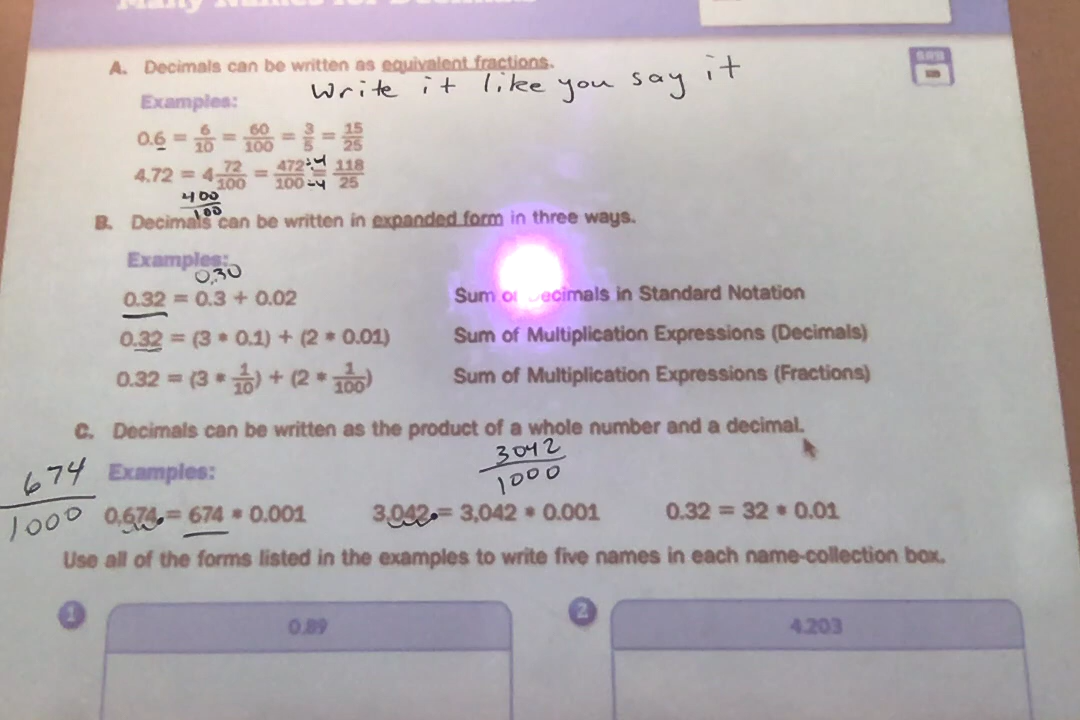 Many Names for Decimals
A. Decimals can be written as equivalent fractions.
SRB
Write it like you say it
Examples:
0.6 = 6/10 = 60/100 = 3/5 = 15/25
4.72 = 4 72/100 = 472/100 ÷4/÷4 = 118/25
400/100
B. Decimals can be written in expanded form in three ways.
Examples:
0.30
0.32 = 0.3 + 0.02 Sum of Decimals in Standard Notation
0.32 = (3 * 0.1) + (2 * 0.01) Sum of Multiplication Expressions (Decimals)
0.32 = (3 * 1/10) + (2 * 1/100) Sum of Multiplication Expressions (Fractions)
C. Decimals can be written as the product of a whole number and a decimal.
674/1000 Examples: 3042/1000
0.674 = 674 * 0.001 3.042 = 3,042 * 0.001 0.32 = 32 * 0.01
Use all of the forms listed in the examples to write five names in each name-collection box.
1 0.89 2 4.203